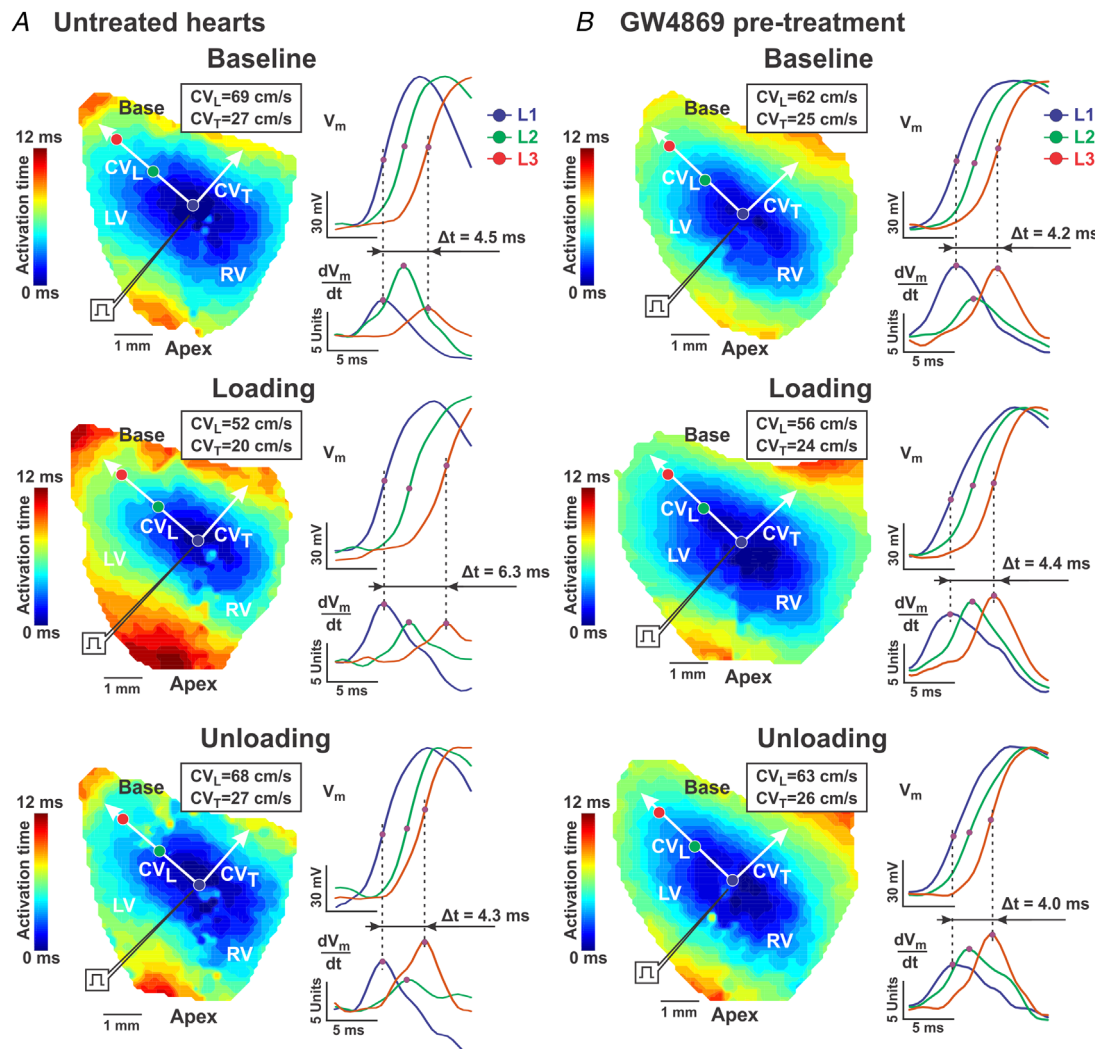 A Untreated hearts
Baseline
Base
CVL=69 cm/s
CVT=27 cm/s
12 ms
Activation time
0 ms
CVL
CVT
LV
RV
1 mm
Apex
Vm
30 mV
L1
L2
L3
Δt = 4.5 ms
dVm
dt
5 Units
5 ms
Loading
Base
CVL=52 cm/s
CVT=20 cm/s
12 ms
Activation time
0 ms
CVL
CVT
LV
RV
1 mm
Apex
Vm
30 mV
Δt = 6.3 ms
dVm
dt
5 Units
5 ms
Unloading
Base
CVL=68 cm/s
CVT=27 cm/s
12 ms
Activation time
0 ms
CVL
CVT
LV
RV
1 mm
Apex
Vm
30 mV
Δt = 4.3 ms
dVm
dt
5 Units
5 ms
B GW4869 pre-treatment
Baseline
Base
CVL=62 cm/s
CVT=25 cm/s
12 ms
Activation time
0 ms
CVL
CVT
LV
RV
1 mm
Apex
Vm
30 mV
L1
L2
L3
Δt = 4.2 ms
dVm
dt
5 Units
5 ms
Loading
Base
CVL=56 cm/s
CVT=24 cm/s
12 ms
Activation time
0 ms
CVL
CVT
LV
RV
1 mm
Apex
Vm
30 mV
Δt = 4.4 ms
dVm
dt
5 Units
5 ms
Unloading
Base
CVL=63 cm/s
CVT=26 cm/s
12 ms
Activation time
0 ms
CVL
CVT
LV
RV
1 mm
Apex
Vm
30 mV
Δt = 4.0 ms
dVm
dt
5 Units
5 ms